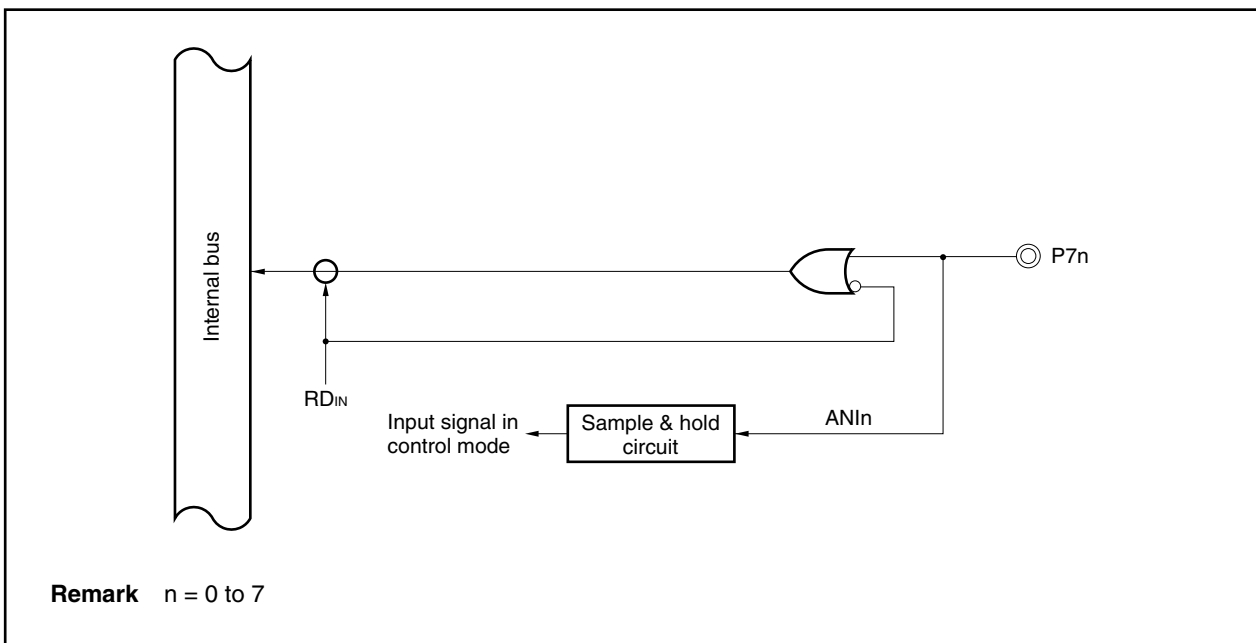 Internal bus
P7n
RDIN
Input signal in
control mode
Sample & hold
circuit
ANIn
Remark n = 0 to 7